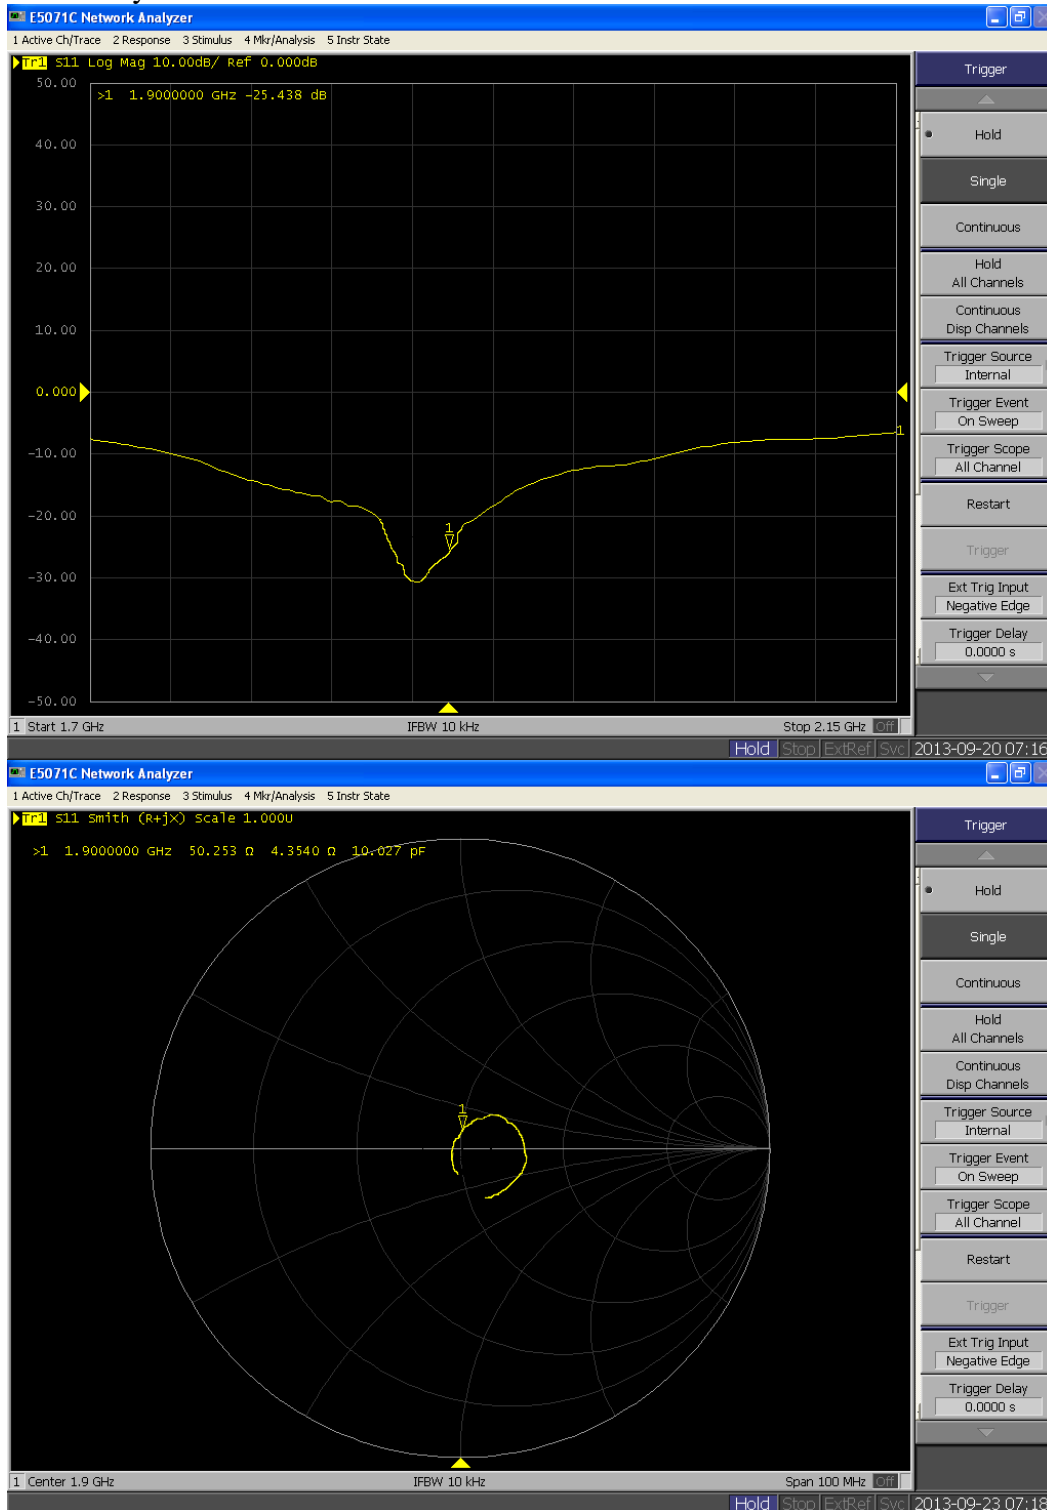 E5071C Network Analyzer
1 Active Ch/Trace 2 Response 3 Stimulus 4 Mkr/Analysis 5 Instr State
Tr1 S11 Log Mag 10.00dB/ Ref 0.000dB
>1 1.9000000 GHz -25.438 dB
50.00
40.00
30.00
20.00
10.00
0.000
-10.00
-20.00
-30.00
-40.00
-50.00
1
1
1 Start 1.7 GHz IFBW 10 kHz Stop 2.15 GHz Off
Trigger
Hold
Single
Continuous
Hold
All Channels
Continuous
Disp Channels
Trigger Source
Internal
Trigger Event
On Sweep
Trigger Scope
All Channel
Restart
Trigger
Ext Trig Input
Negative Edge
Trigger Delay
0.0000 s
Hold Stop ExtRef Svc 2013-09-20 07:16
E5071C Network Analyzer
1 Active Ch/Trace 2 Response 3 Stimulus 4 Mkr/Analysis 5 Instr State
Tr1 S11 Smith (R+jX) Scale 1.000U
>1 1.9000000 GHz 50.253 Ω 4.3540 Ω 10.027 pF
1
1 Center 1.9 GHz IFBW 10 kHz Span 100 MHz Off
Trigger
Hold
Single
Continuous
Hold
All Channels
Continuous
Disp Channels
Trigger Source
Internal
Trigger Event
On Sweep
Trigger Scope
All Channel
Restart
Trigger
Ext Trig Input
Negative Edge
Trigger Delay
0.0000 s
Hold Stop ExtRef Svc 2013-09-23 07:18